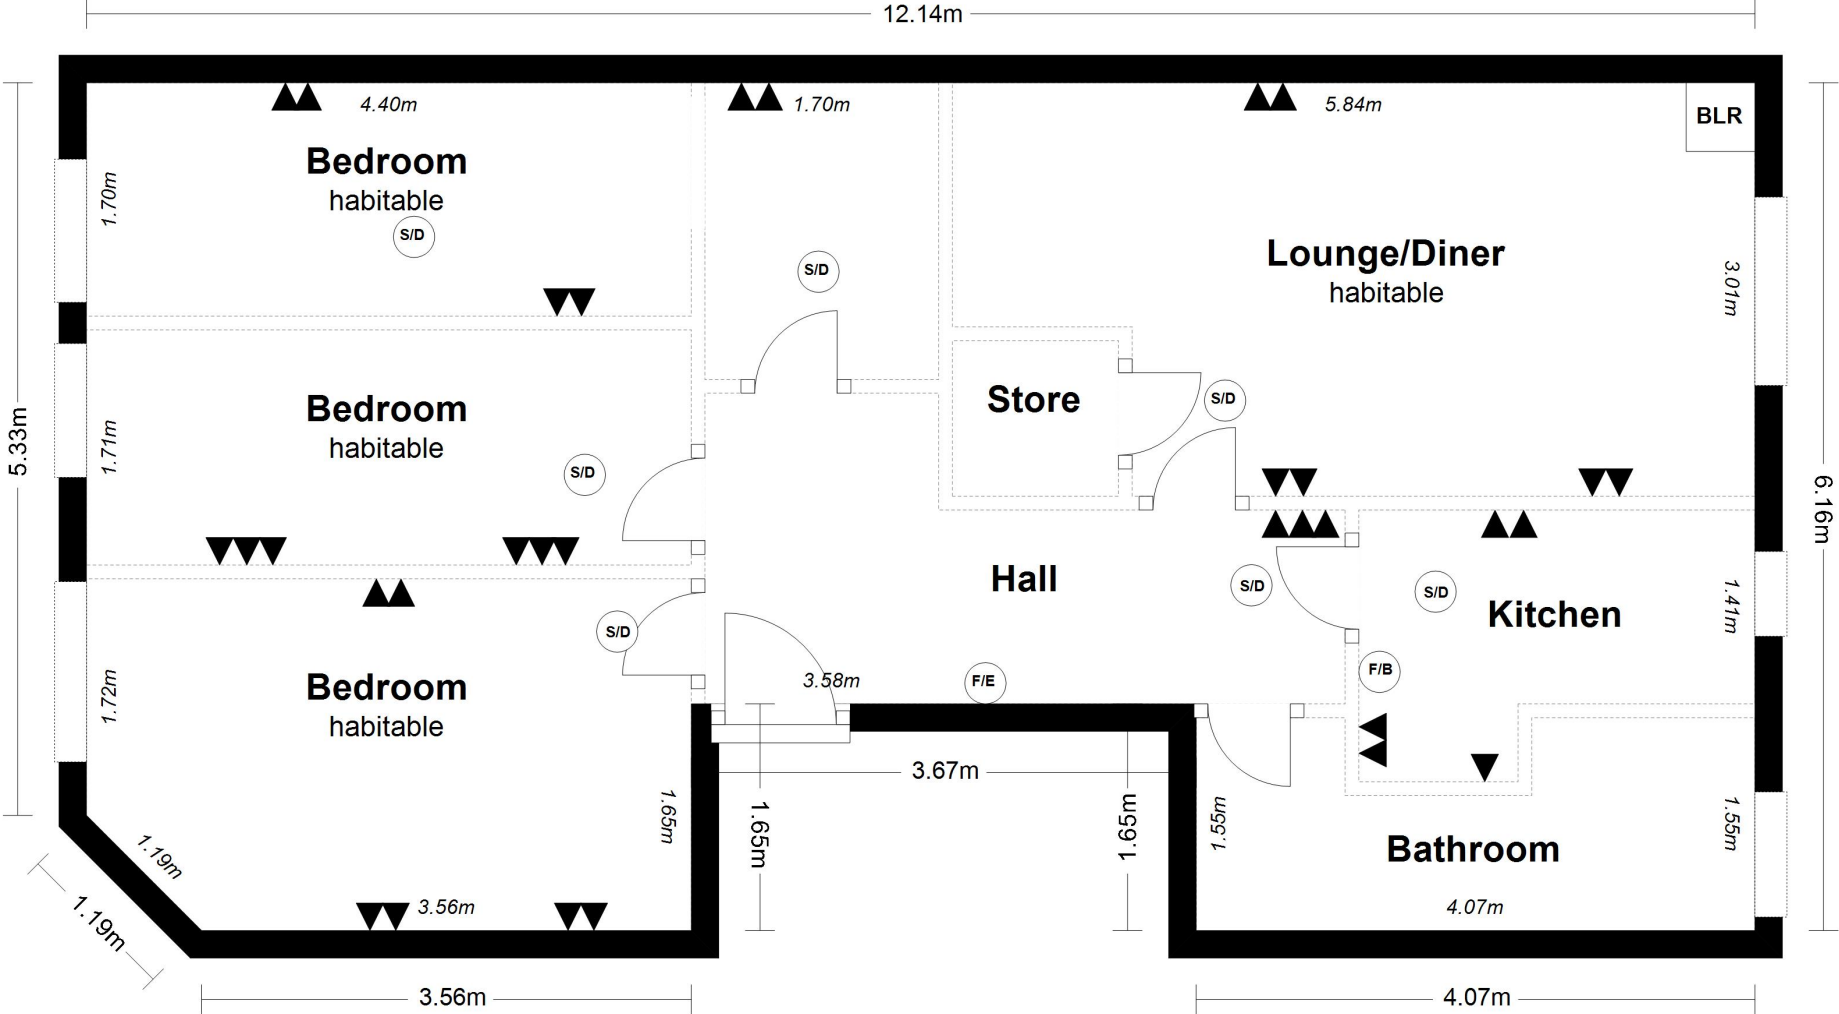 12.14m
4.40m
1.70m
5.84m
BLR
Bedroom
habitable
S/D
1.70m
S/D
Lounge/Diner
habitable
3.01m
Bedroom
habitable
S/D
1.71m
5.33m
Store
S/D
6.16m
Hall
S/D
S/D
Kitchen
1.41m
S/D
Bedroom
habitable
1.72m
3.58m
F/E
F/B
3.67m
1.65m
1.65m
1.65m
1.55m
1.55m
Bathroom
1.19m
1.19m
3.56m
4.07m
3.56m
4.07m